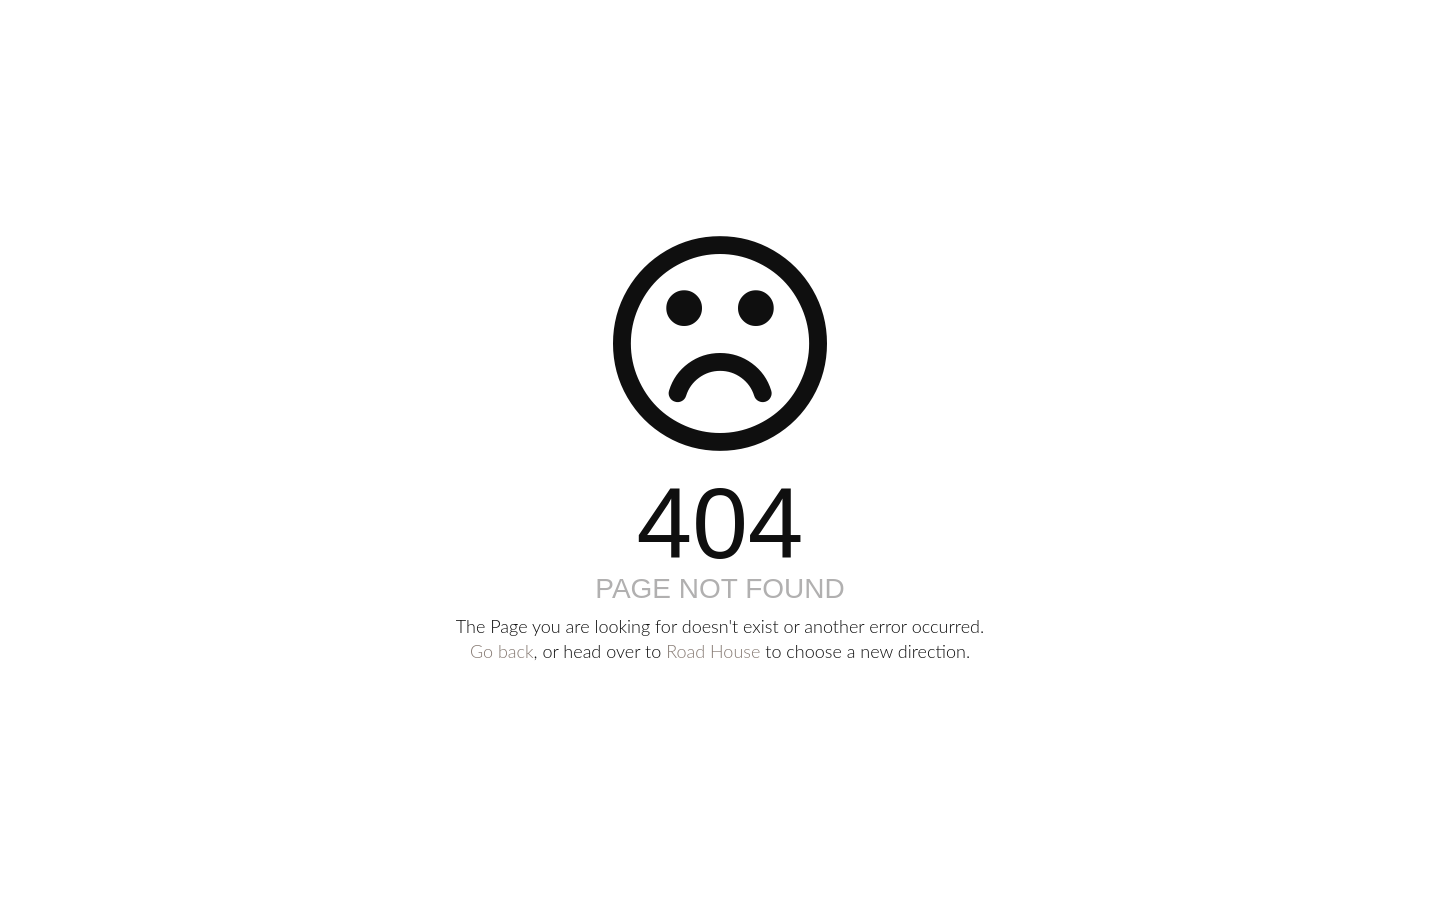 404
PAGE NOT FOUND
The Page you are looking for doesn't exist or another error occurred.
Go back, or head over to Road House to choose a new direction.